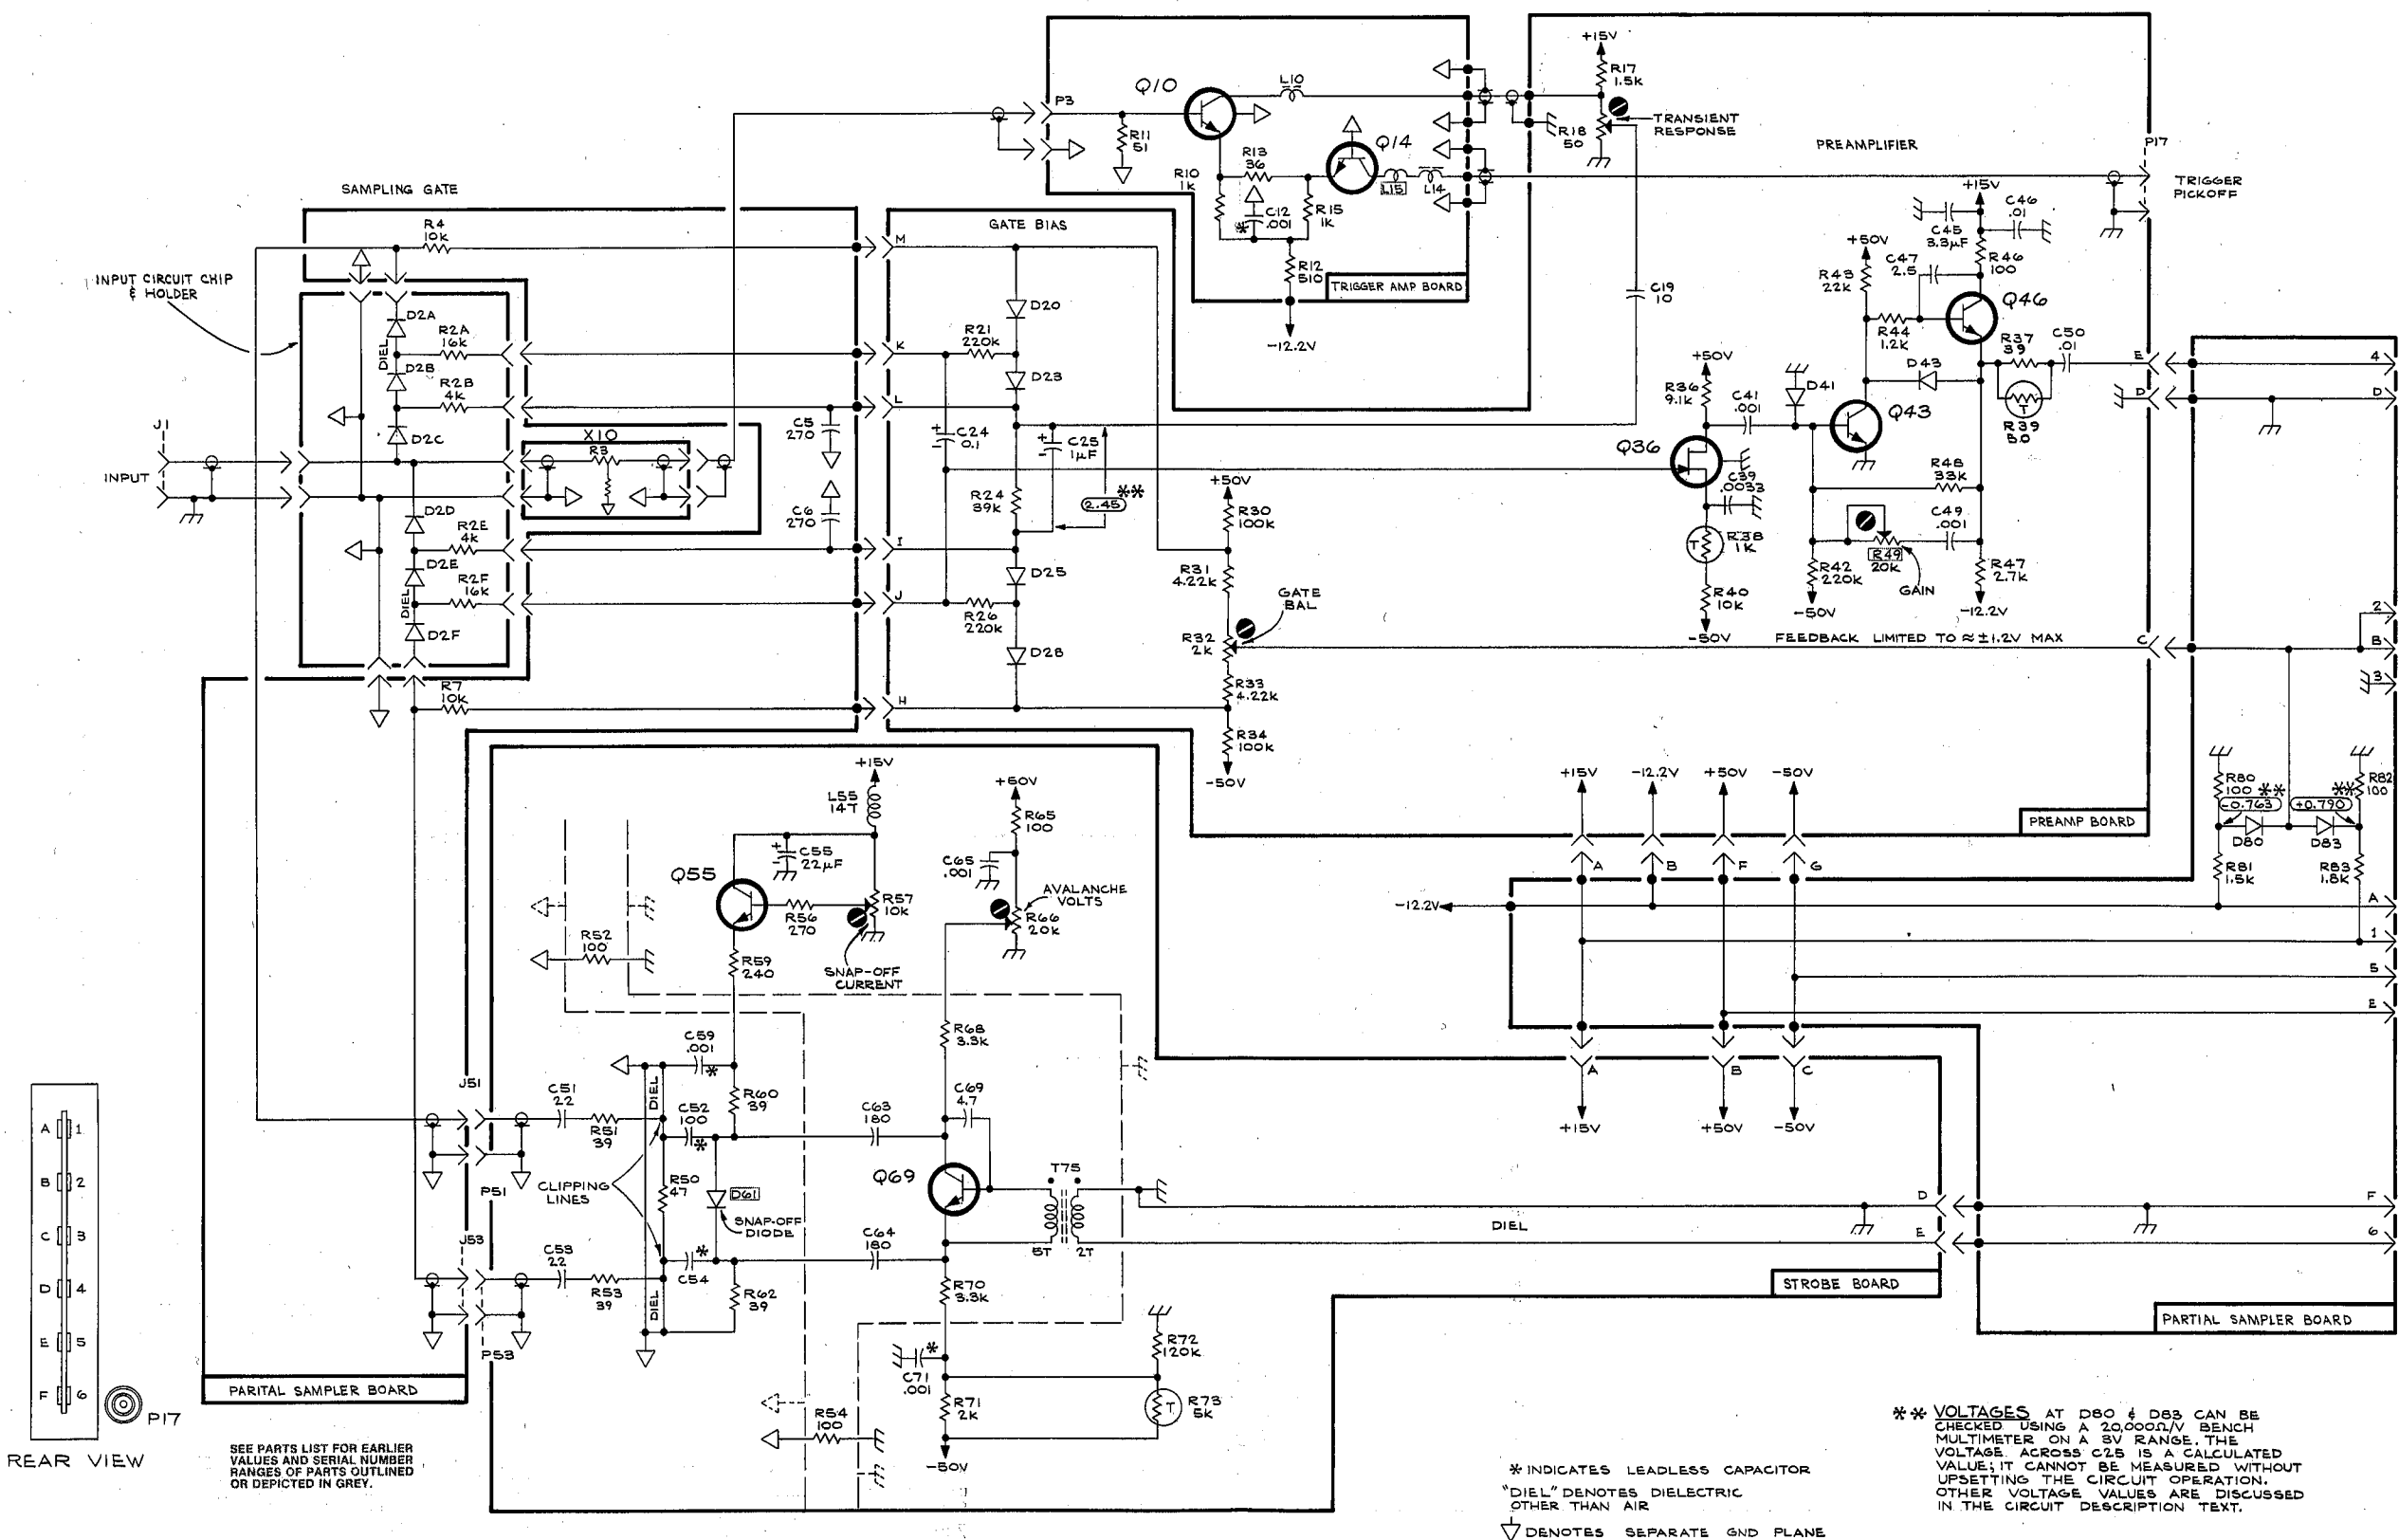 +15V
R17
1.5K
TRANSIENT
RESPONSE
R18
50
PREAMPLIFIER
P17
TRIGGER
PICKOFF
Q10
L10
P3
R11
51
Q14
R13
36
R10
1K
C12
.001
*
R15
1K
L15
L14
R12
510
TRIGGER AMP BOARD
-12.2V
C19
10
SAMPLING GATE
R4
10K
GATE BIAS
M
INPUT CIRCUIT CHIP
& HOLDER
D2A
R2A
16K
DIEL
D2B
R2B
4K
D2C
J1
INPUT
X10
R3
D2D
R2E
4K
D2E
R2F
16K
DIEL
D2F
R7
10K
C5
270
C6
270
K
L
I
J
H
D20
R21
220K
D23
C24
0.1
+
-
C25
1µF
+
-
R24
39K
2.45
**
D25
R26
220K
D28
+50V
R30
100K
R31
4.22K
GATE
BAL
R32
2K
R33
4.22K
R34
100K
-50V
+15V
C46
.01
C45
3.3µF
R46
100
+50V
R43
22K
C47
2.5
Q46
R44
1.2K
R37
39
C50
.01
D43
T
R39
50
E
D
4
D
+50V
R36
9.1K
C41
.001
D41
Q43
Q36
C39
.0033
T
R38
1K
R40
10K
-50V
R48
33K
C49
.001
R49
20K
GAIN
R42
220K
-50V
R47
2.7K
-12.2V
FEEDBACK LIMITED TO ≈ ±1.2V MAX
C
2
B
3
R80
100
**
-0.763
R82
100
**
+0.790
D80
D83
R81
1.5K
R83
1.8K
PREAMP BOARD
+15V
-12.2V
+50V
-50V
A
B
F
G
-12.2V
A
1
5
E
A
B
C
+15V
+50V
-50V
+15V
L55
14T
C55
22µF
+
-
Q55
R56
270
R57
10K
SNAP-OFF
CURRENT
R59
240
R52
100
+50V
R65
100
C65
.001
AVALANCHE
VOLTS
R66
20K
R68
3.3K
C59
.001
*
DIEL
R60
39
C52
100
*
C69
4.7
C63
180
J51
C51
22
R51
39
P51
CLIPPING
LINES
R50
47
D61
SNAP-OFF
DIODE
Q69
T75
5T
2T
D
E
DIEL
F
6
J53
C53
22
R53
39
P53
C54
*
DIEL
R62
39
C64
180
R70
3.3K
C71
.001
*
R71
2K
R72
120K
T
R73
5K
-50V
R54
100
STROBE BOARD
PARTIAL SAMPLER BOARD
PARITAL SAMPLER BOARD
A 1
B 2
C 3
D 4
E 5
F 6
P17
REAR VIEW
SEE PARTS LIST FOR EARLIER
VALUES AND SERIAL NUMBER
RANGES OF PARTS OUTLINED
OR DEPICTED IN GREY.
* INDICATES LEADLESS CAPACITOR
"DIEL" DENOTES DIELECTRIC
OTHER THAN AIR
DENOTES SEPARATE GND PLANE
** VOLTAGES AT D80 & D83 CAN BE
CHECKED USING A 20,000Ω/V BENCH
MULTIMETER ON A 3V RANGE. THE
VOLTAGE ACROSS C25 IS A CALCULATED
VALUE; IT CANNOT BE MEASURED WITHOUT
UPSETTING THE CIRCUIT OPERATION.
OTHER VOLTAGE VALUES ARE DISCUSSED
IN THE CIRCUIT DESCRIPTION TEXT.